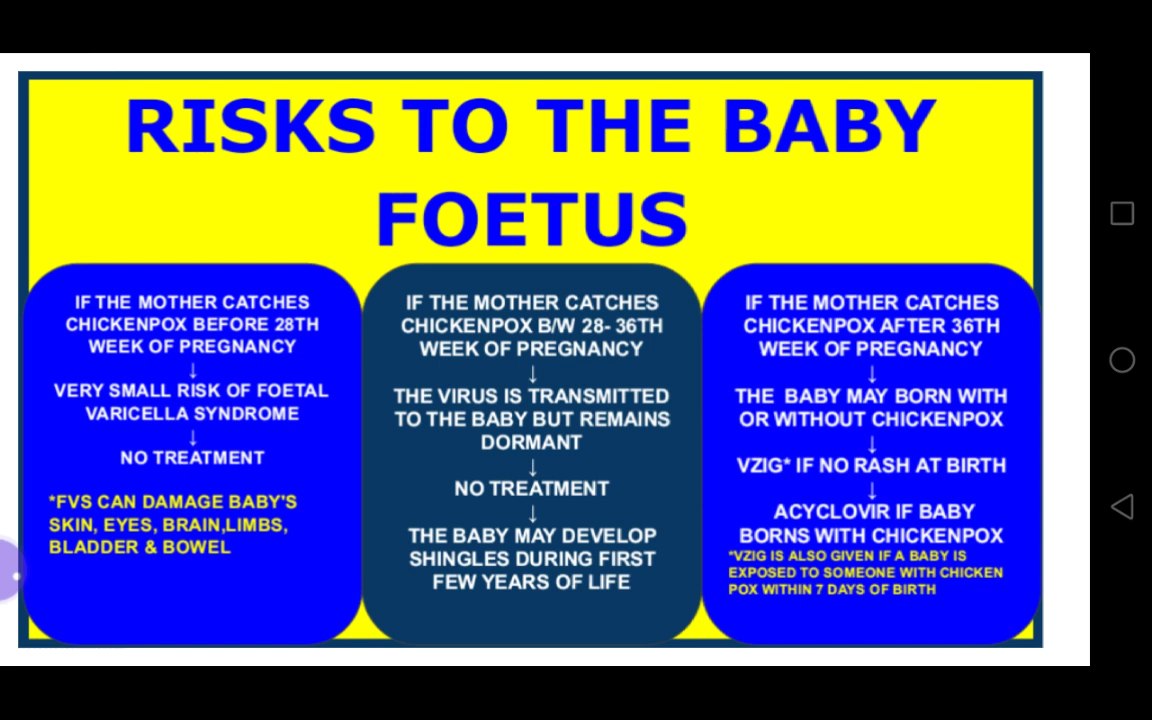 RISKS TO THE BABY
FOETUS
IF THE MOTHER CATCHES
CHICKENPOX BEFORE 28TH
WEEK OF PREGNANCY
↓
VERY SMALL RISK OF FOETAL
VARICELLA SYNDROME
↓
NO TREATMENT
*FVS CAN DAMAGE BABY'S
SKIN, EYES, BRAIN,LIMBS,
BLADDER & BOWEL
IF THE MOTHER CATCHES
CHICKENPOX B/W 28- 36TH
WEEK OF PREGNANCY
↓
THE VIRUS IS TRANSMITTED
TO THE BABY BUT REMAINS
DORMANT
↓
NO TREATMENT
↓
THE BABY MAY DEVELOP
SHINGLES DURING FIRST
FEW YEARS OF LIFE
IF THE MOTHER CATCHES
CHICKENPOX AFTER 36TH
WEEK OF PREGNANCY
↓
THE BABY MAY BORN WITH
OR WITHOUT CHICKENPOX
↓
VZIG* IF NO RASH AT BIRTH
↓
ACYCLOVIR IF BABY
BORNS WITH CHICKENPOX
*VZIG IS ALSO GIVEN IF A BABY IS
EXPOSED TO SOMEONE WITH CHICKEN
POX WITHIN 7 DAYS OF BIRTH